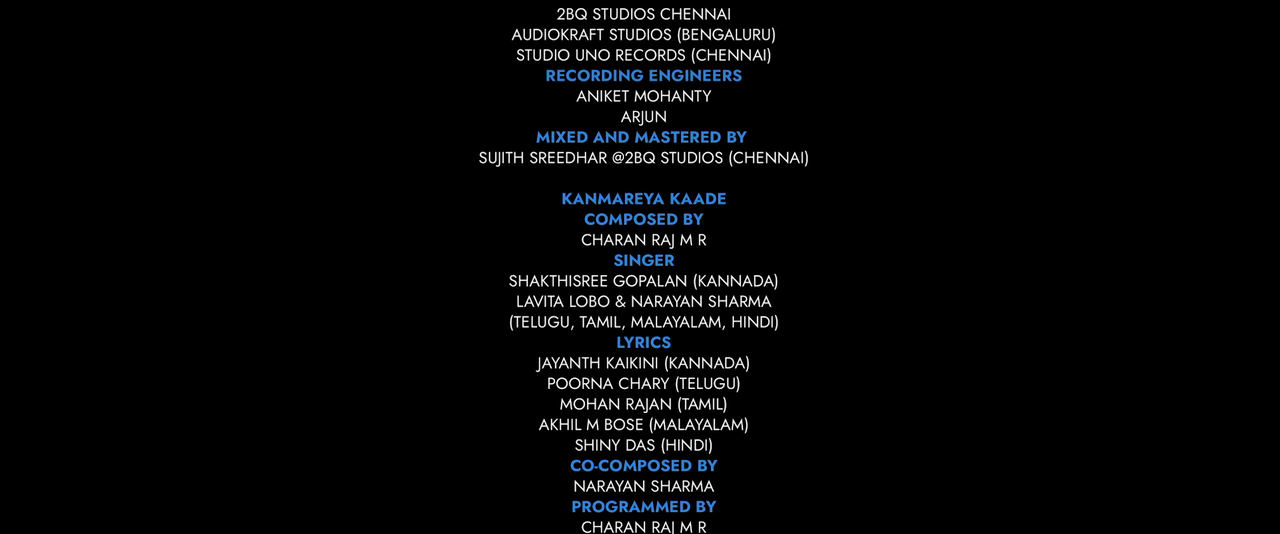 2BQ STUDIOS CHENNAI
AUDIOKRAFT STUDIOS (BENGALURU)
STUDIO UNO RECORDS (CHENNAI)
RECORDING ENGINEERS
ANIKET MOHANTY
ARJUN
MIXED AND MASTERED BY
SUJITH SREEDHAR @2BQ STUDIOS (CHENNAI)
KANMAREYA KAADE
COMPOSED BY
CHARAN RAJ M R
SINGER
SHAKTHISREE GOPALAN (KANNADA)
LAVITA LOBO & NARAYAN SHARMA
(TELUGU, TAMIL, MALAYALAM, HINDI)
LYRICS
JAYANTH KAIKINI (KANNADA)
POORNA CHARY (TELUGU)
MOHAN RAJAN (TAMIL)
AKHIL M BOSE (MALAYALAM)
SHINY DAS (HINDI)
CO-COMPOSED BY
NARAYAN SHARMA
PROGRAMMED BY
CHARAN RAJ M R